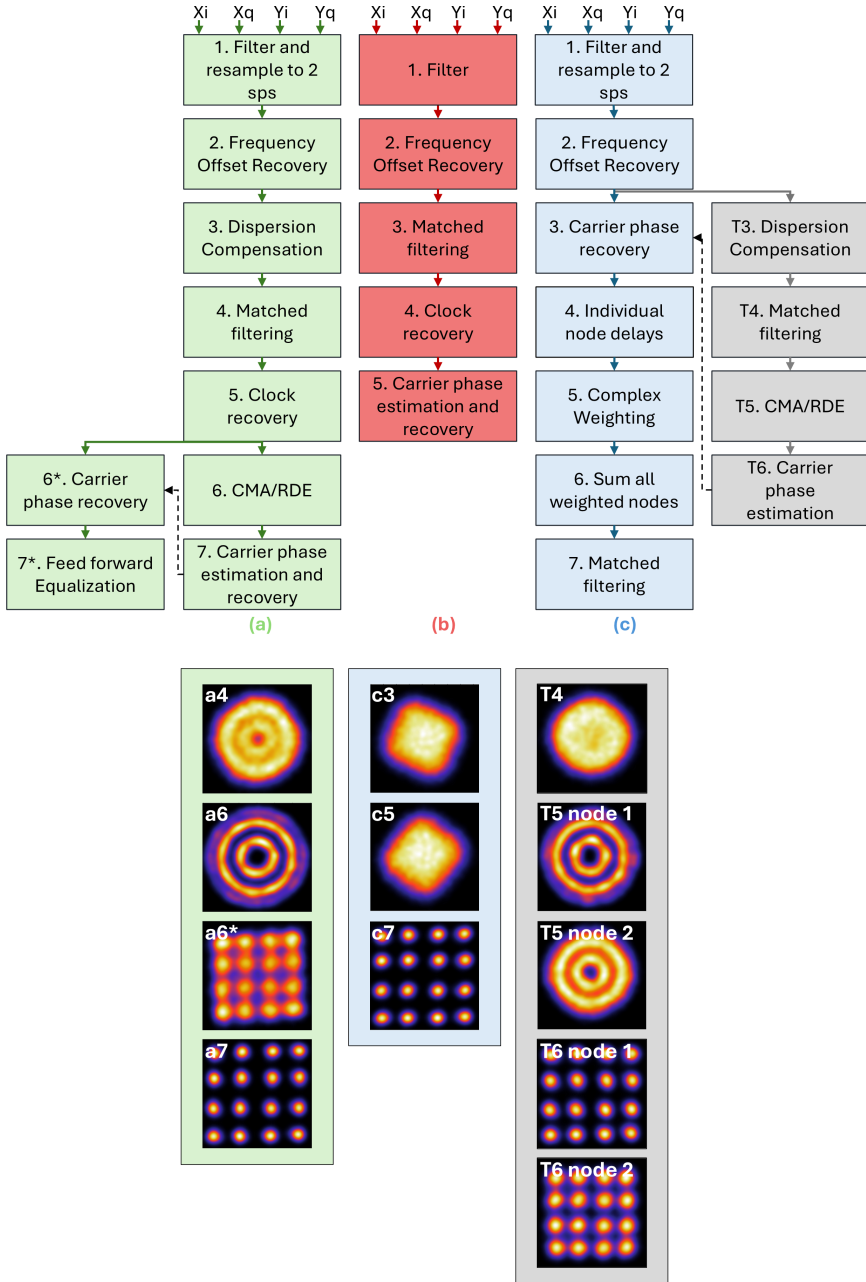 Xi Xq Yi Yq
1. Filter and
resample to 2
sps
2. Frequency
Offset Recovery
3. Dispersion
Compensation
4. Matched
filtering
5. Clock
recovery
6*. Carrier
phase recovery
7*. Feed forward
Equalization
6. CMA/RDE
7. Carrier phase
estimation and
recovery
(a)
Xi Xq Yi Yq
1. Filter
2. Frequency
Offset Recovery
3. Matched
filtering
4. Clock
recovery
5. Carrier phase
estimation and
recovery
(b)
Xi Xq Yi Yq
1. Filter and
resample to 2
sps
2. Frequency
Offset Recovery
3. Carrier phase
recovery
4. Individual
node delays
5. Complex
Weighting
6. Sum all
weighted nodes
7. Matched
filtering
(c)
T3. Dispersion
Compensation
T4. Matched
filtering
T5. CMA/RDE
T6. Carrier
phase
estimation
a4
a6
a6*
a7
c3
c5
c7
T4
T5 node 1
T5 node 2
T6 node 1
T6 node 2